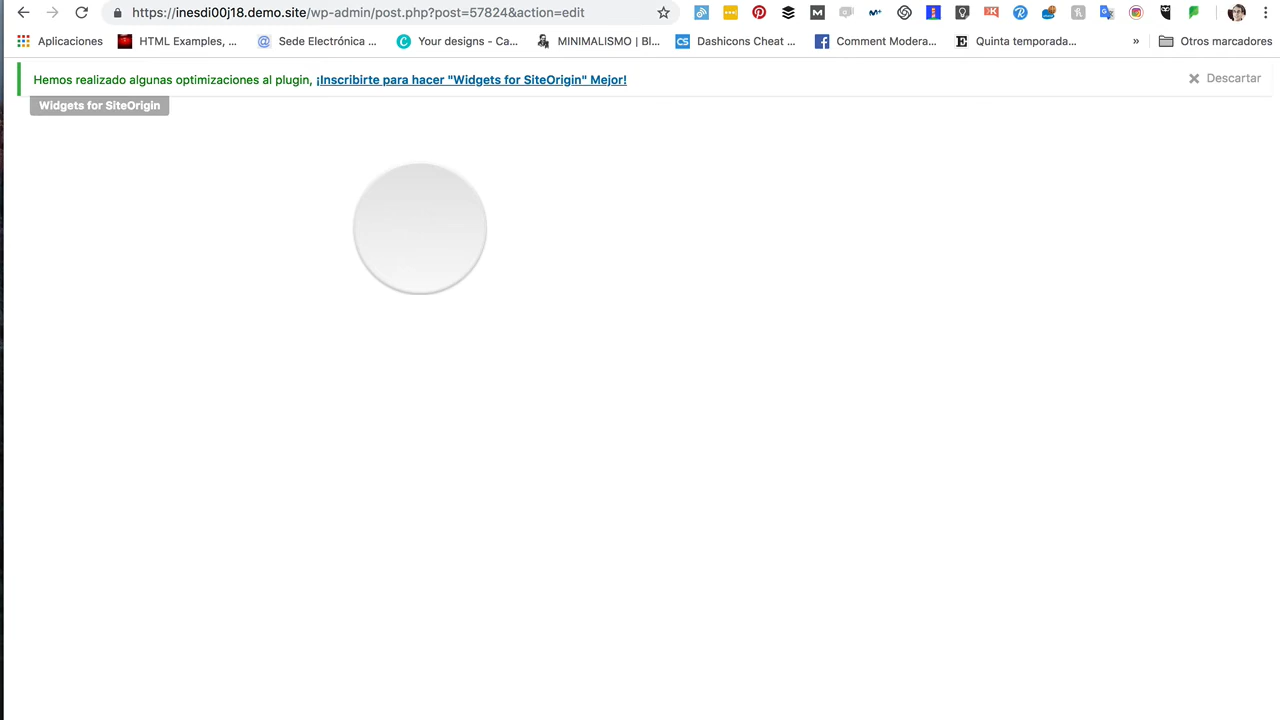 https://inesdi00j18.demo.site/wp-admin/post.php?post=57824&action=edit
Aplicaciones HTML Examples, ... Sede Electrónica ... Your designs - Ca... MINIMALISMO | Bl... Dashicons Cheat ... Comment Modera... Quinta temporada... » Otros marcadores
Hemos realizado algunas optimizaciones al plugin, ¡Inscribirte para hacer "Widgets for SiteOrigin" Mejor! Descartar
Widgets for SiteOrigin